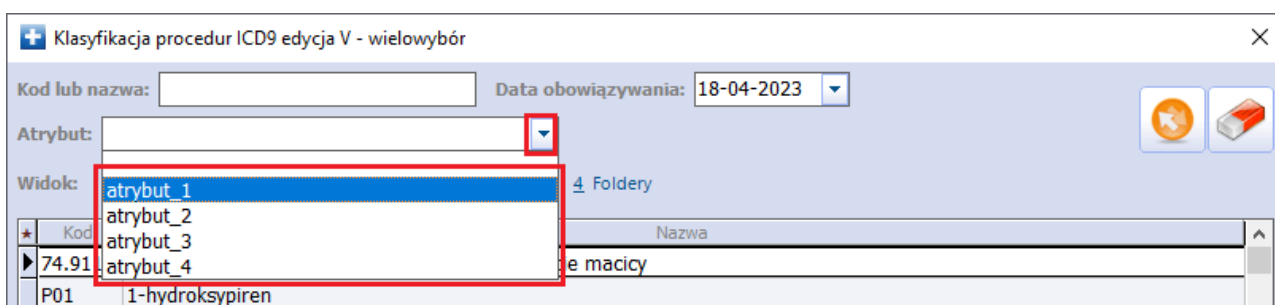 Klasyfikacja procedur ICD9 edycja V - wielowybór
Kod lub nazwa: Data obowiązywania: 18-04-2023
Atrybut:
Widok: 4 Foldery
atrybut_1
atrybut_2
atrybut_3
atrybut_4
Kod Nazwa
74.91 macicy
P01 1-hydroksypiren